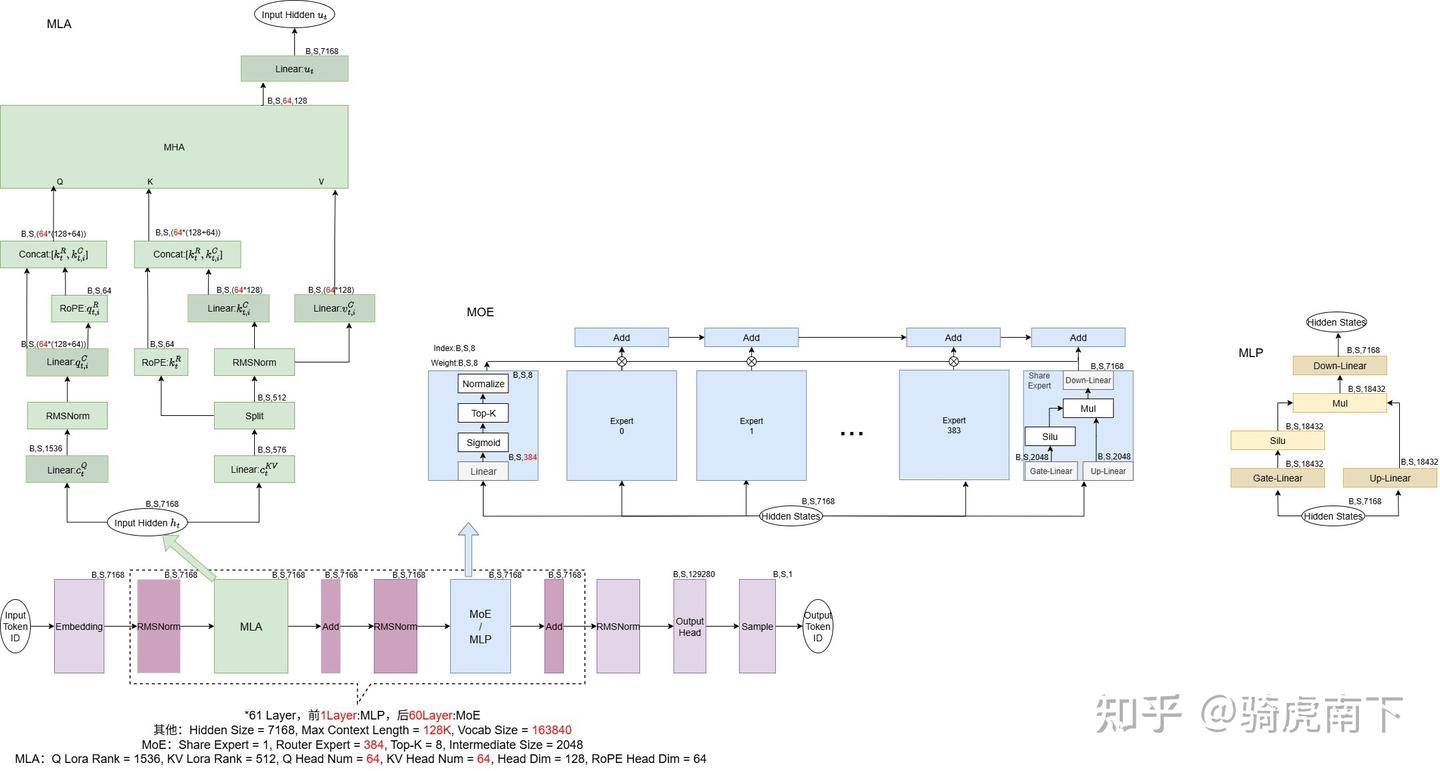 MLA
Input Hidden u_t
B,S,7168
Linear:u_t
B,S,64,128
MHA
Q
K
V
B,S,(64*(128+64))
B,S,(64*(128+64))
Concat:[k_t^R, k_{t,i}^C]
Concat:[k_t^R, k_{t,i}^C]
B,S,64
B,S,(64*128)
B,S,(64*128)
RoPE:q_{t,i}^R
Linear:k_{t,i}^C
Linear:v_{t,i}^C
B,S,(64*(128+64))
B,S,64
Linear:q_{t,i}^C
RoPE:k_t^R
RMSNorm
B,S,512
RMSNorm
Split
B,S,1536
B,S,576
Linear:c_t^Q
Linear:c_t^{KV}
B,S,7168
Input Hidden h_t
MOE
Add
Add
Add
Add
Index:B,S,8
Weight:B,S,8
B,S,8
Normalize
Top-K
Sigmoid
B,S,384
Linear
Expert
0
Expert
1
...
Expert
383
B,S,7168
Share
Expert
Down-Linear
Mul
Silu
B,S,2048
B,S,2048
Gate-Linear
Up-Linear
B,S,7168
Hidden States
MLP
Hidden States
B,S,7168
Down-Linear
B,S,18432
Mul
B,S,18432
Silu
B,S,18432
B,S,18432
Gate-Linear
Up-Linear
B,S,7168
Hidden States
B,S,7168
B,S,7168
B,S,7168
B,S,7168
B,S,7168
B,S,7168
B,S,7168
B,S,129280
B,S,1
Input
Token
ID
Embedding
RMSNorm
MLA
Add
RMSNorm
MoE
/
MLP
Add
RMSNorm
Output
Head
Sample
Output
Token
ID
*61 Layer，前1Layer:MLP，后60Layer:MoE
其他：Hidden Size = 7168, Max Context Length = 128K, Vocab Size = 163840
MoE：Share Expert = 1, Router Expert = 384, Top-K = 8, Intermediate Size = 2048
MLA：Q Lora Rank = 1536, KV Lora Rank = 512, Q Head Num = 64, KV Head Num = 64, Head Dim = 128, RoPE Head Dim = 64
知乎 @骑虎南下